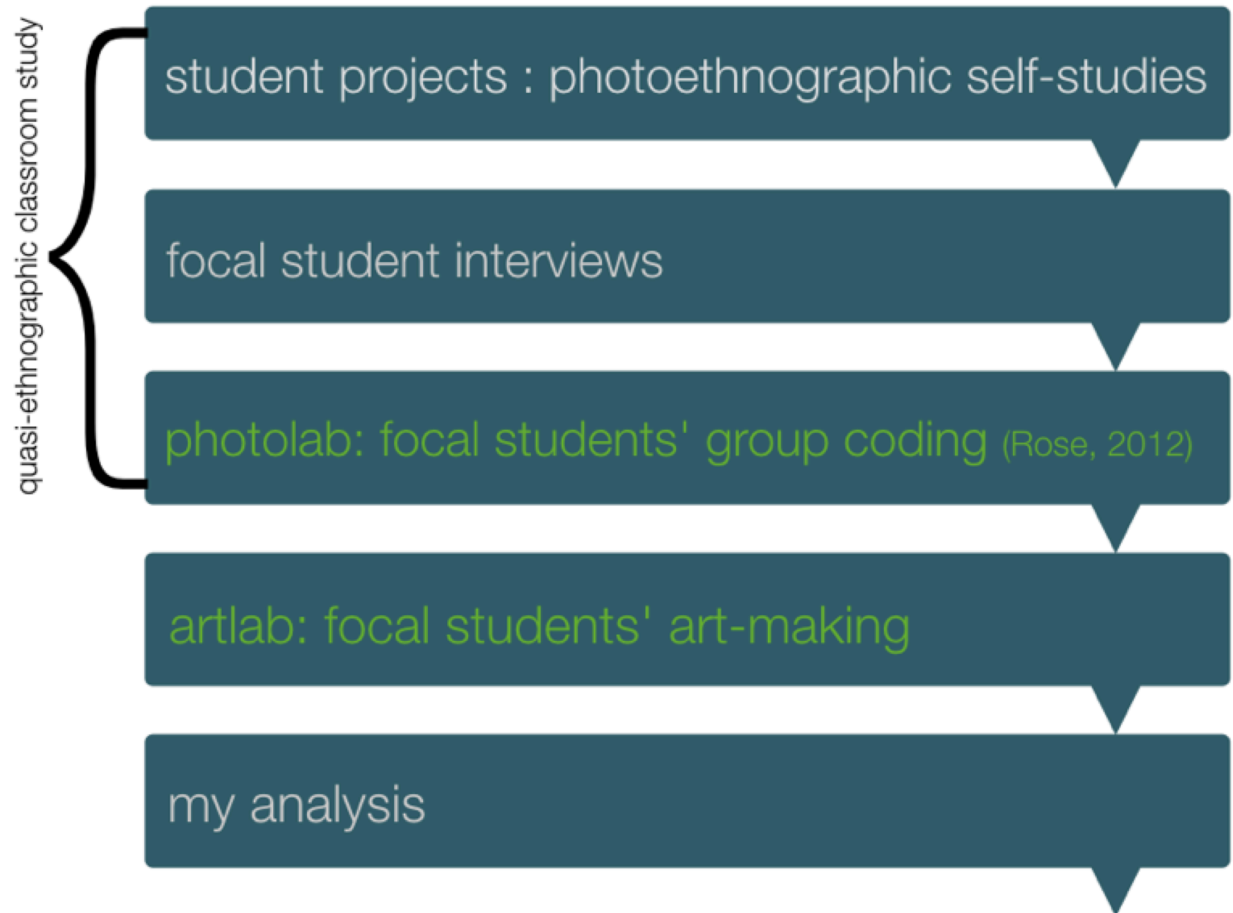 quasi-ethnographic classroom study
student projects : photoethnographic self-studies
focal student interviews
photolab: focal students' group coding (Rose, 2012)
artlab: focal students' art-making
my analysis